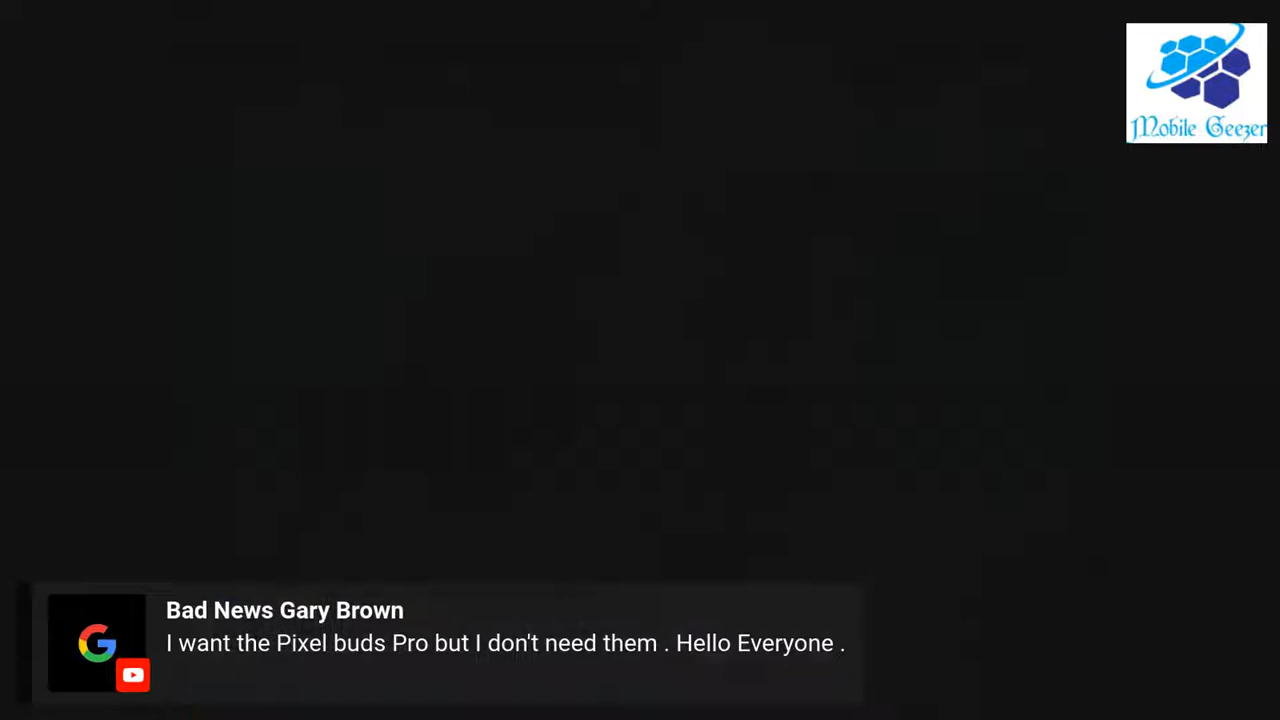 Mobile Geezer
Bad News Gary Brown
I want the Pixel buds Pro but I don't need them . Hello Everyone .